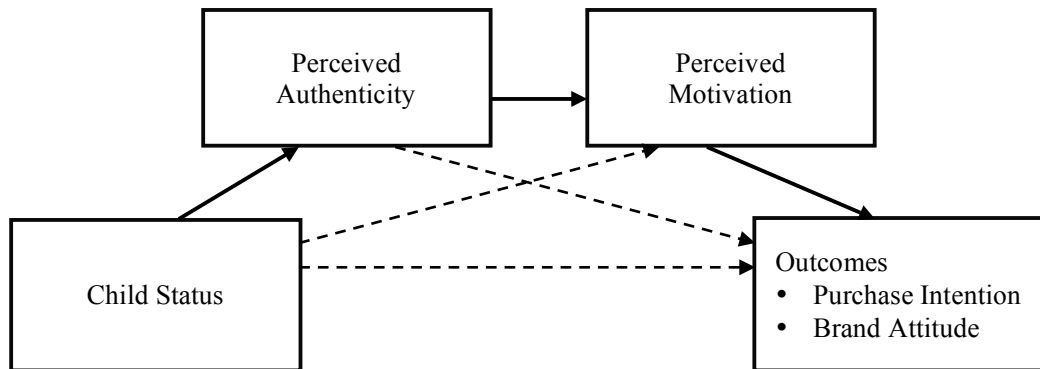 Perceived
Authenticity
Perceived
Motivation
Child Status
Outcomes
• Purchase Intention
• Brand Attitude